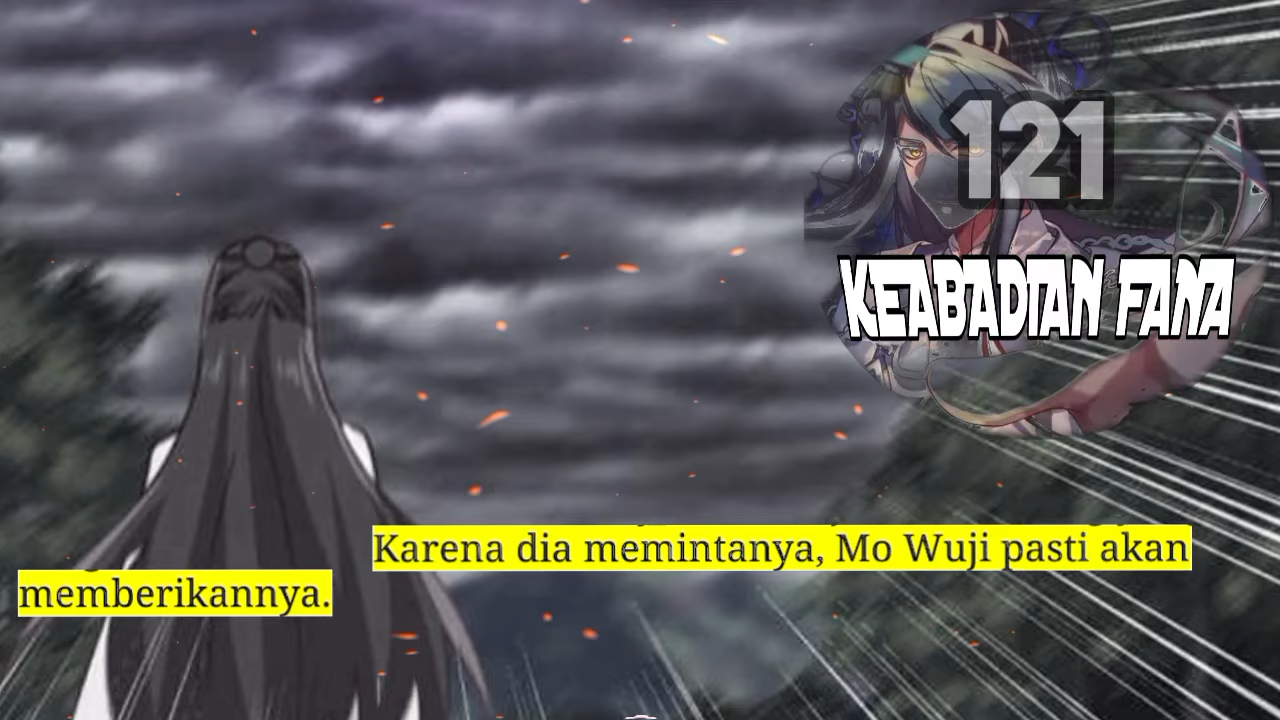 121
KEABADIAN FANA
Karena dia memintanya, Mo Wuji pasti akan
memberikannya.